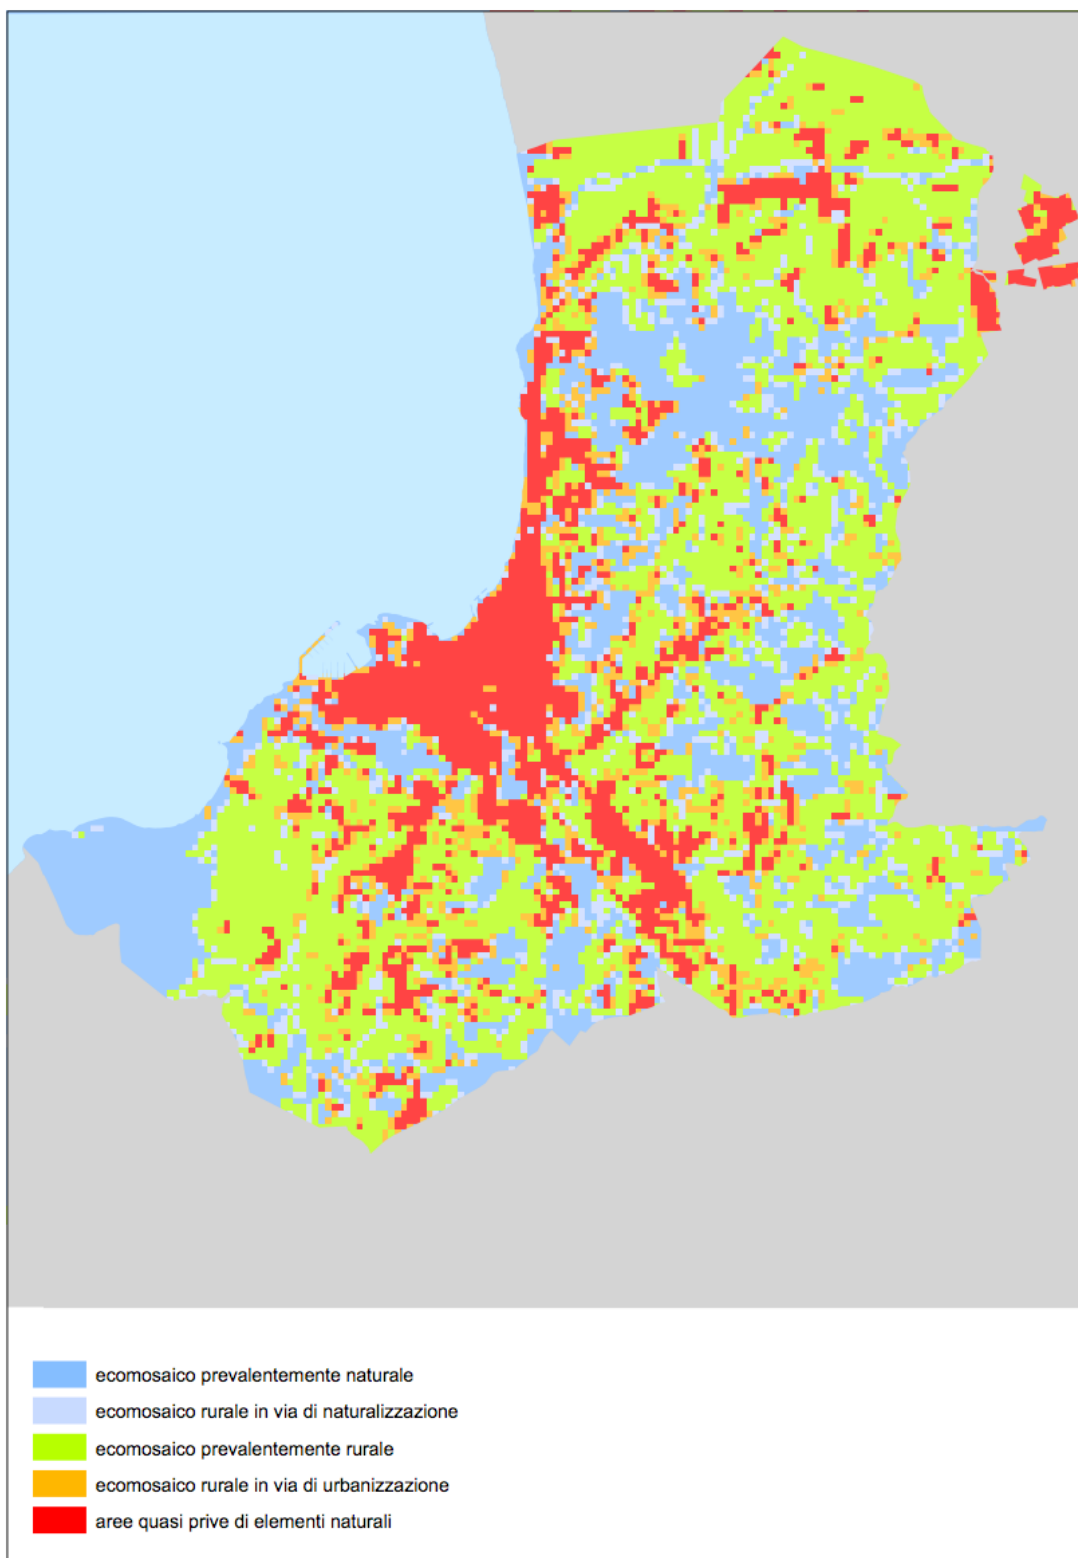 ecomosaico prevalentemente naturale
ecomosaico rurale in via di naturalizzazione
ecomosaico prevalentemente rurale
ecomosaico rurale in via di urbanizzazione
aree quasi prive di elementi naturali